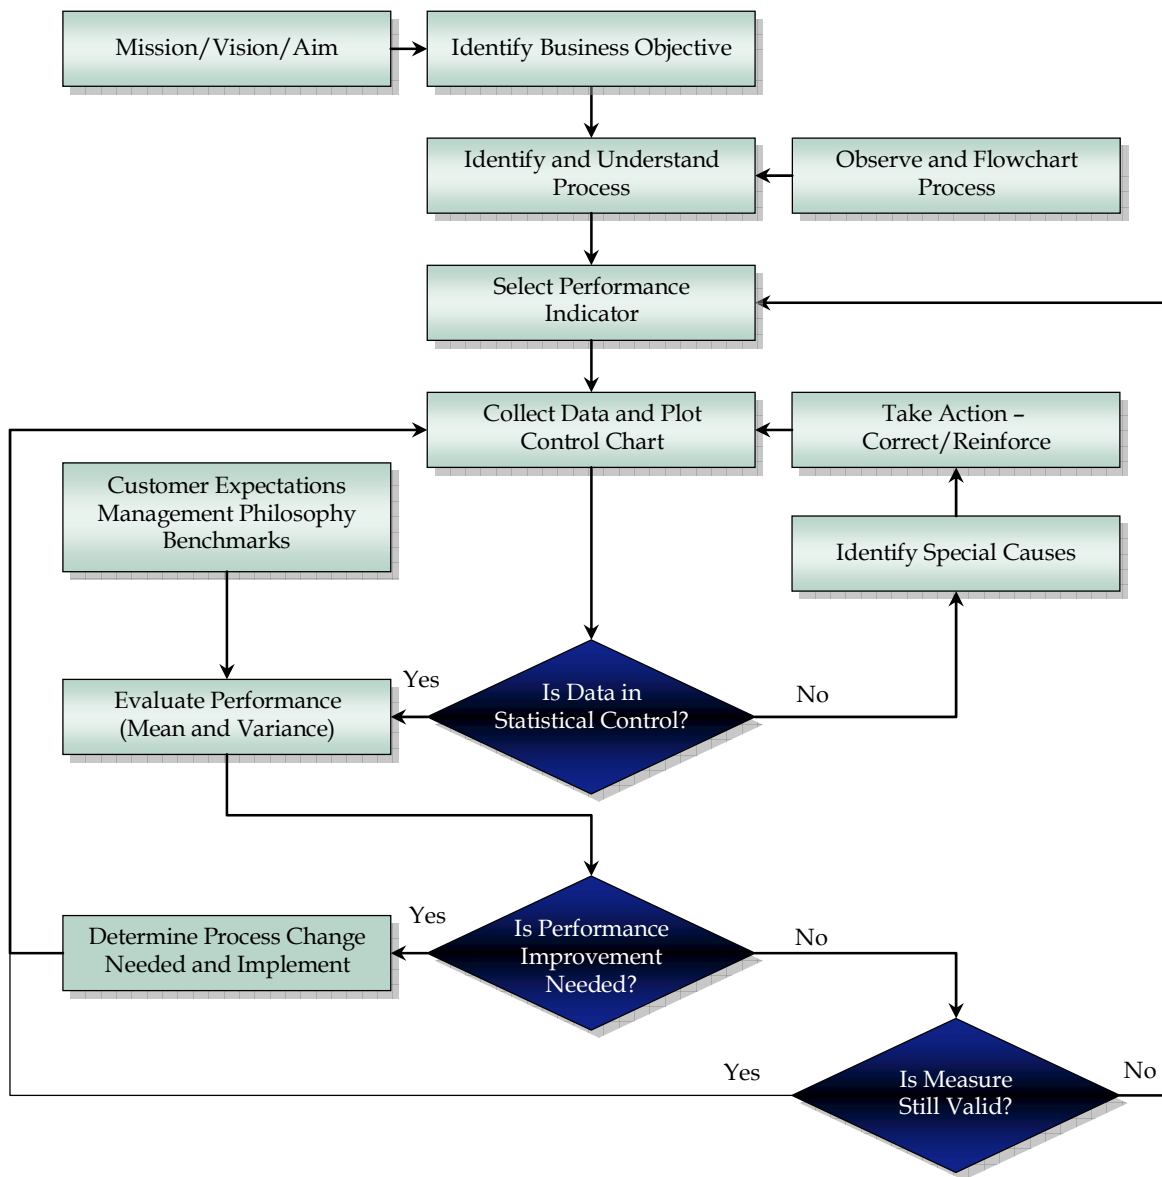 Mission/Vision/Aim
Identify Business Objective
Identify and Understand
Process
Observe and Flowchart
Process
Select Performance
Indicator
Collect Data and Plot
Control Chart
Take Action –
Correct/Reinforce
Customer Expectations
Management Philosophy
Benchmarks
Identify Special Causes
Evaluate Performance
(Mean and Variance)
Yes
Is Data in
Statistical Control?
No
Determine Process Change
Needed and Implement
Yes
Is Performance
Improvement
Needed?
No
Yes
Is Measure
Still Valid?
No